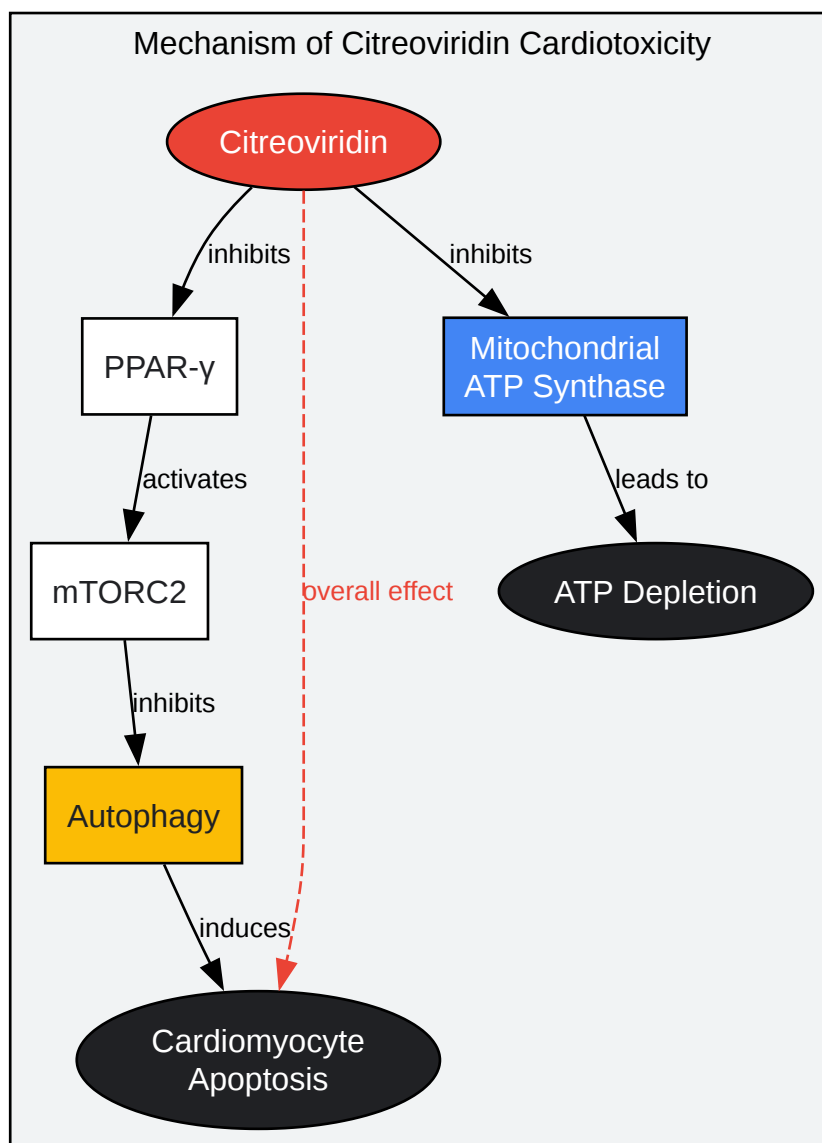 Mechanism of Citreoviridin Cardiotoxicity
Citreoviridin
inhibits
inhibits
PPAR-γ
Mitochondrial
ATP Synthase
activates
leads to
mTORC2
overall effect
ATP Depletion
inhibits
Autophagy
induces
Cardiomyocyte
Apoptosis